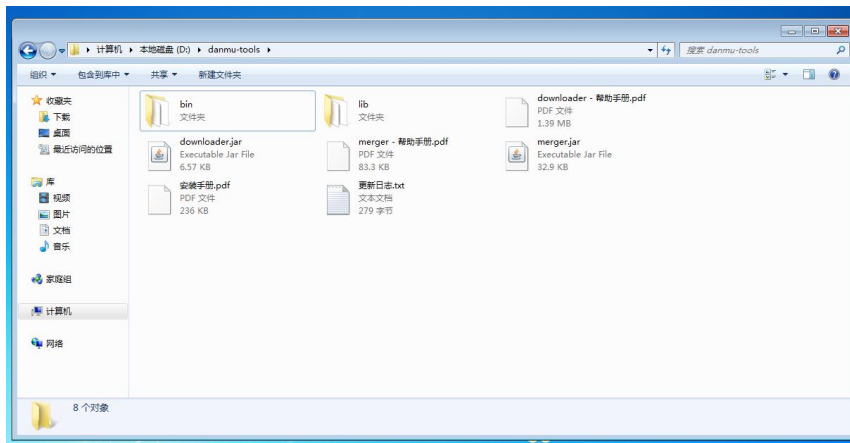 计算机 ▸ 本地磁盘 (D:) ▸ danmu-tools ▸
搜索 danmu-tools
组织 包含到库中 共享 新建文件夹
收藏夹
下载
桌面
最近访问的位置
库
视频
图片
文档
音乐
家庭组
计算机
网络
bin
文件夹
lib
文件夹
downloader - 帮助手册.pdf
PDF 文件
1.39 MB
downloader.jar
Executable Jar File
6.57 KB
merger - 帮助手册.pdf
PDF 文件
83.3 KB
merger.jar
Executable Jar File
32.9 KB
安装手册.pdf
PDF 文件
236 KB
更新日志.txt
文本文档
279 字节
8 个对象